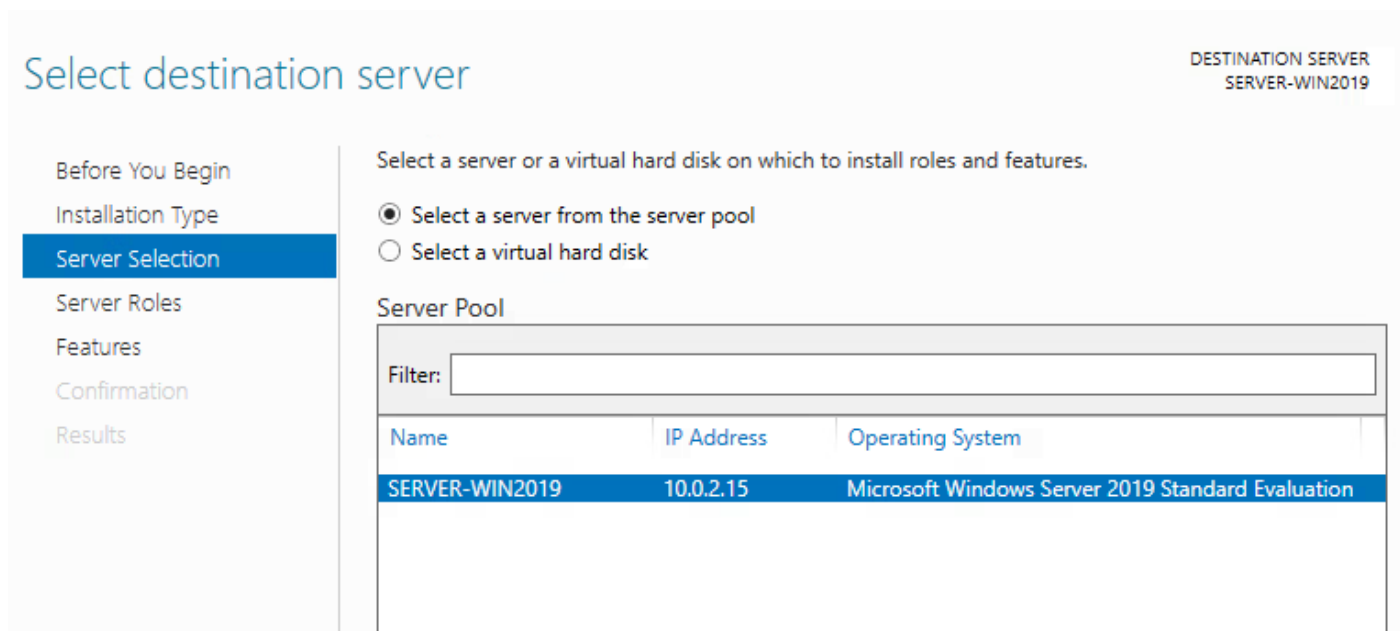 Select destination server
DESTINATION SERVER
SERVER-WIN2019
Before You Begin
Installation Type
Server Selection
Server Roles
Features
Confirmation
Results
Select a server or a virtual hard disk on which to install roles and features.
Select a server from the server pool
Select a virtual hard disk
Server Pool
Filter:
Name IP Address Operating System
SERVER-WIN2019 10.0.2.15 Microsoft Windows Server 2019 Standard Evaluation